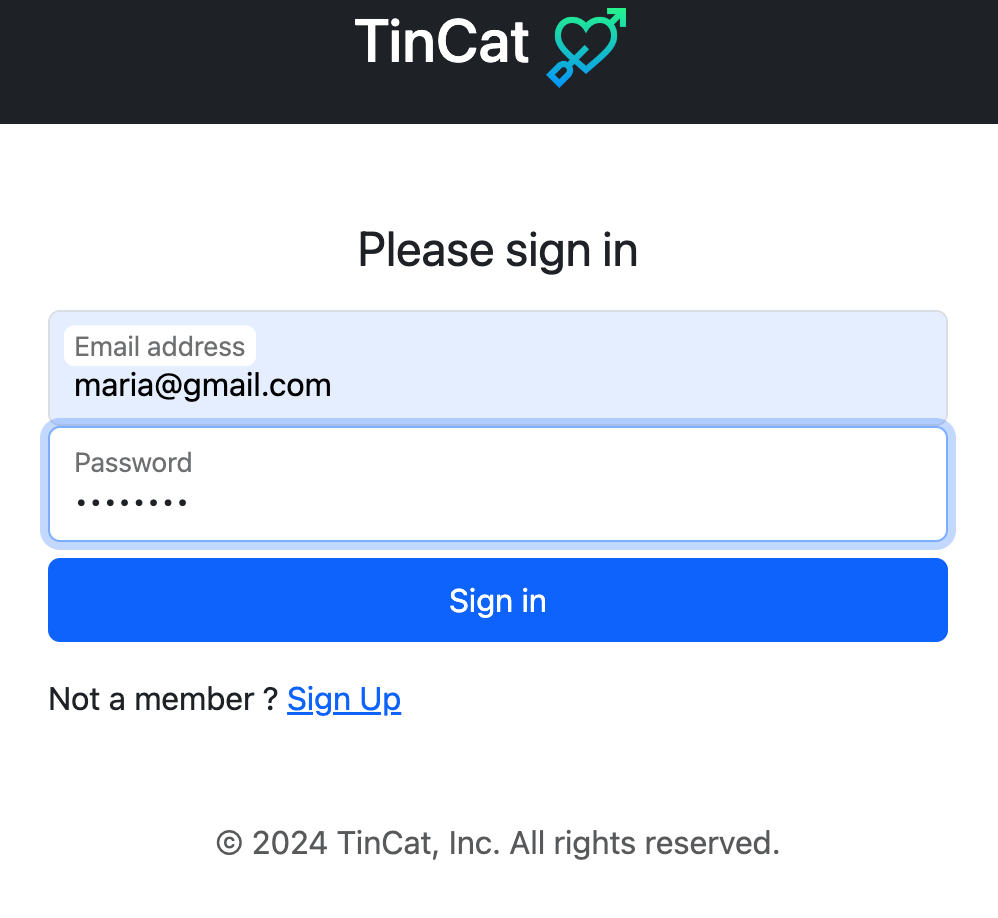 TinCat
Please sign in
Email address
maria@gmail.com
Password
••••••••
Sign in
Not a member ? Sign Up
© 2024 TinCat, Inc. All rights reserved.